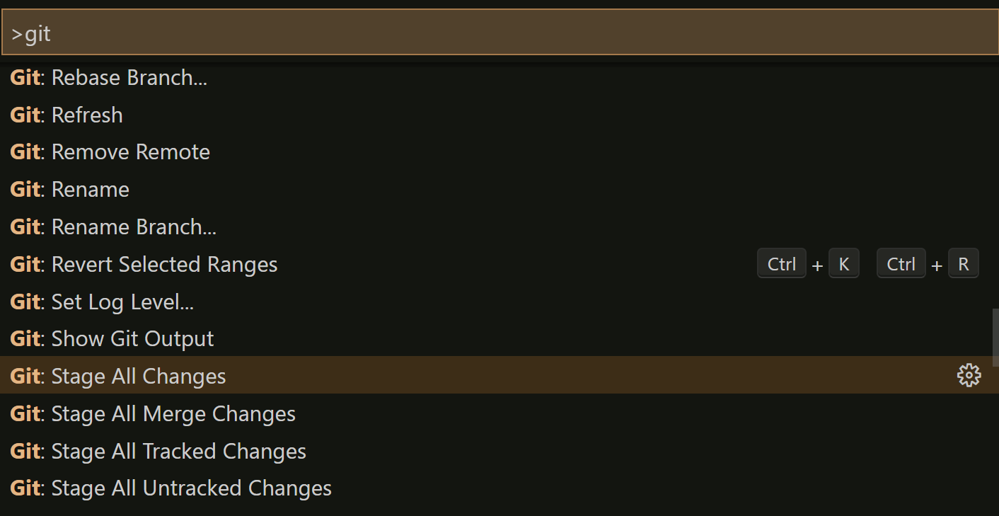 >git
Git: Rebase Branch...
Git: Refresh
Git: Remove Remote
Git: Rename
Git: Rename Branch...
Git: Revert Selected Ranges Ctrl + K Ctrl + R
Git: Set Log Level...
Git: Show Git Output
Git: Stage All Changes
Git: Stage All Merge Changes
Git: Stage All Tracked Changes
Git: Stage All Untracked Changes